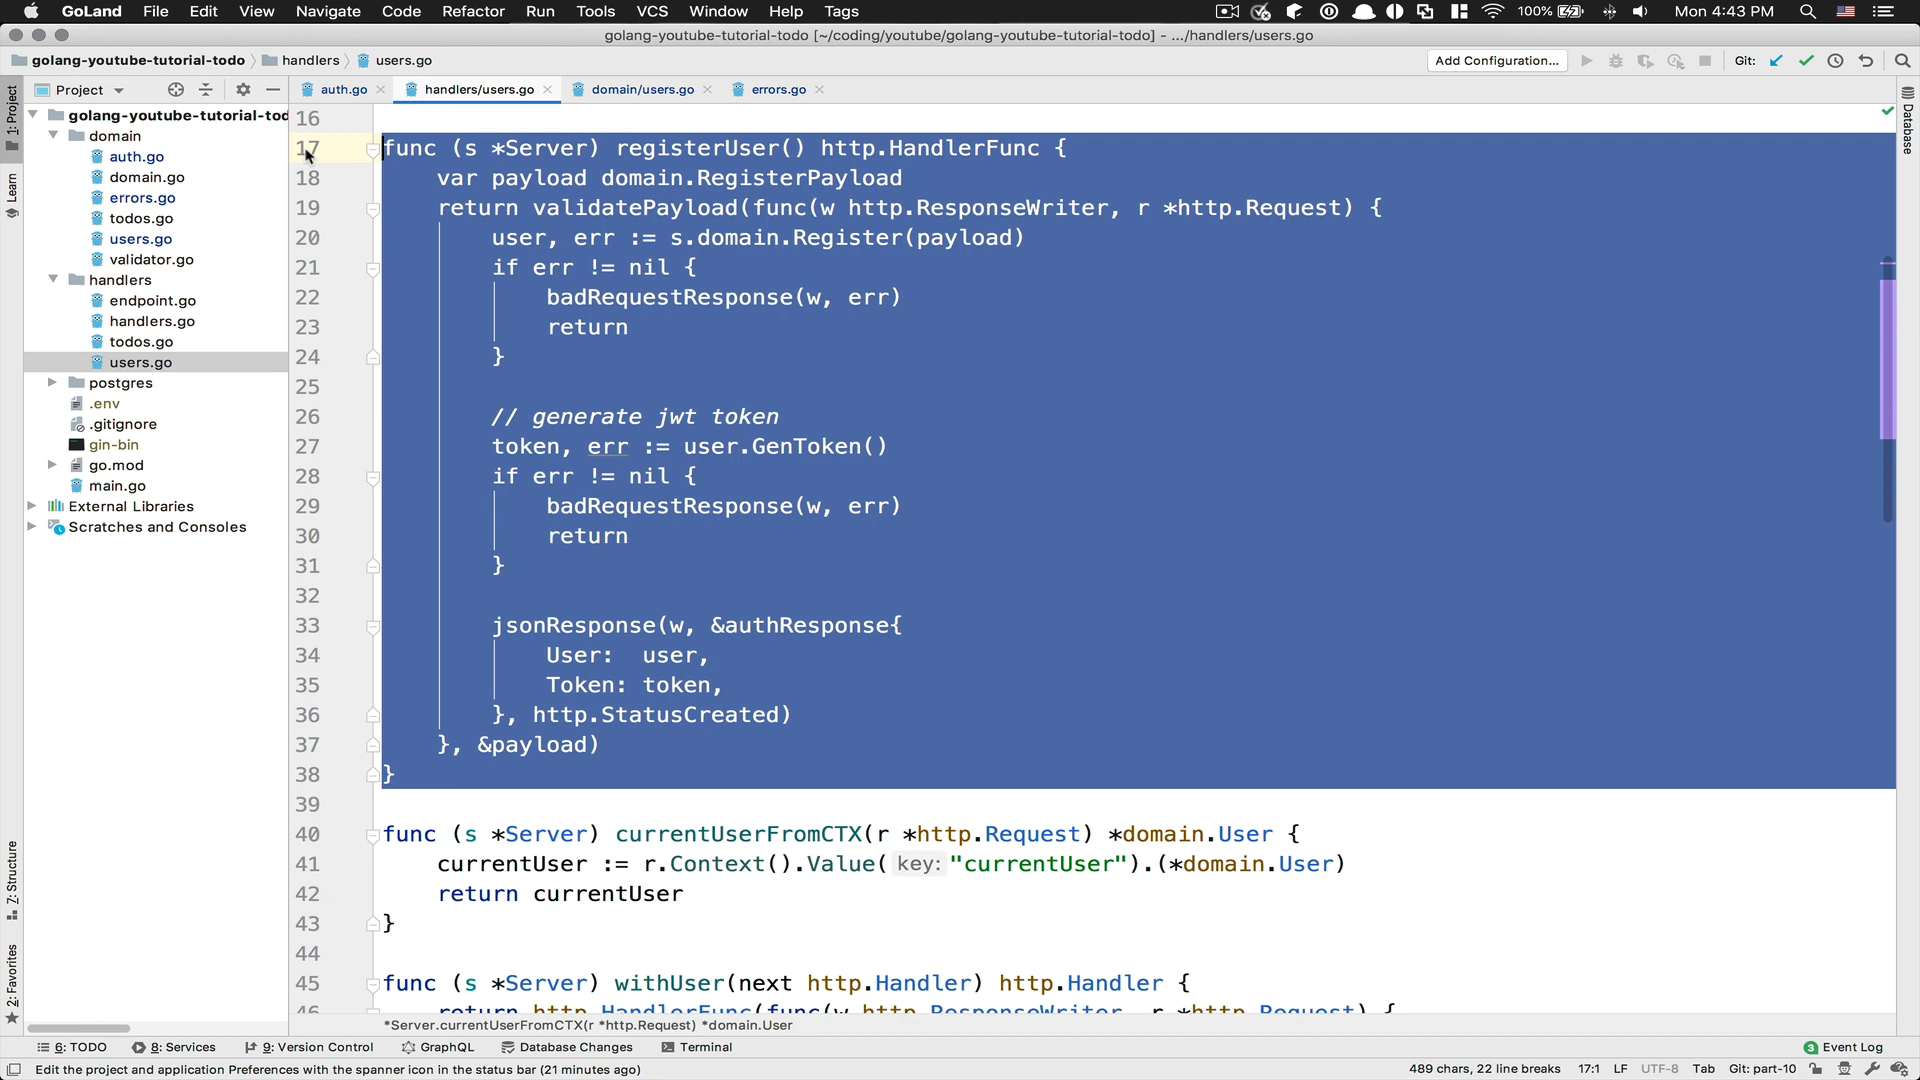 GoLand File Edit View Navigate Code Refactor Run Tools VCS Window Help Tags 100% Mon 4:43 PM
golang-youtube-tutorial-todo [~/coding/youtube/golang-youtube-tutorial-todo] - .../handlers/users.go
golang-youtube-tutorial-todo handlers users.go Add Configuration... Git:
Project auth.go handlers/users.go domain/users.go errors.go
1: Project
Learn
Z: Structure
2: Favorites
Database
golang-youtube-tutorial-tod
domain
auth.go
domain.go
errors.go
todos.go
users.go
validator.go
handlers
endpoint.go
handlers.go
todos.go
users.go
postgres
.env
.gitignore
gin-bin
go.mod
main.go
External Libraries
Scratches and Consoles
16
17 func (s *Server) registerUser() http.HandlerFunc {
18 var payload domain.RegisterPayload
19 return validatePayload(func(w http.ResponseWriter, r *http.Request) {
20 user, err := s.domain.Register(payload)
21 if err != nil {
22 badRequestResponse(w, err)
23 return
24 }
25
26 // generate jwt token
27 token, err := user.GenToken()
28 if err != nil {
29 badRequestResponse(w, err)
30 return
31 }
32
33 jsonResponse(w, &authResponse{
34 User: user,
35 Token: token,
36 }, http.StatusCreated)
37 }, &payload)
38 }
39
40 func (s *Server) currentUserFromCTX(r *http.Request) *domain.User {
41 currentUser := r.Context().Value( key: "currentUser").(*domain.User)
42 return currentUser
43 }
44
45 func (s *Server) withUser(next http.Handler) http.Handler {
46 return http.HandlerFunc(func(w http.ResponseWriter, r *http.Request) {
*Server.currentUserFromCTX(r *http.Request) *domain.User
6: TODO 8: Services 9: Version Control GraphQL Database Changes Terminal 3 Event Log
Edit the project and application Preferences with the spanner icon in the status bar (21 minutes ago) 489 chars, 22 line breaks 17:1 LF UTF-8 Tab Git: part-10